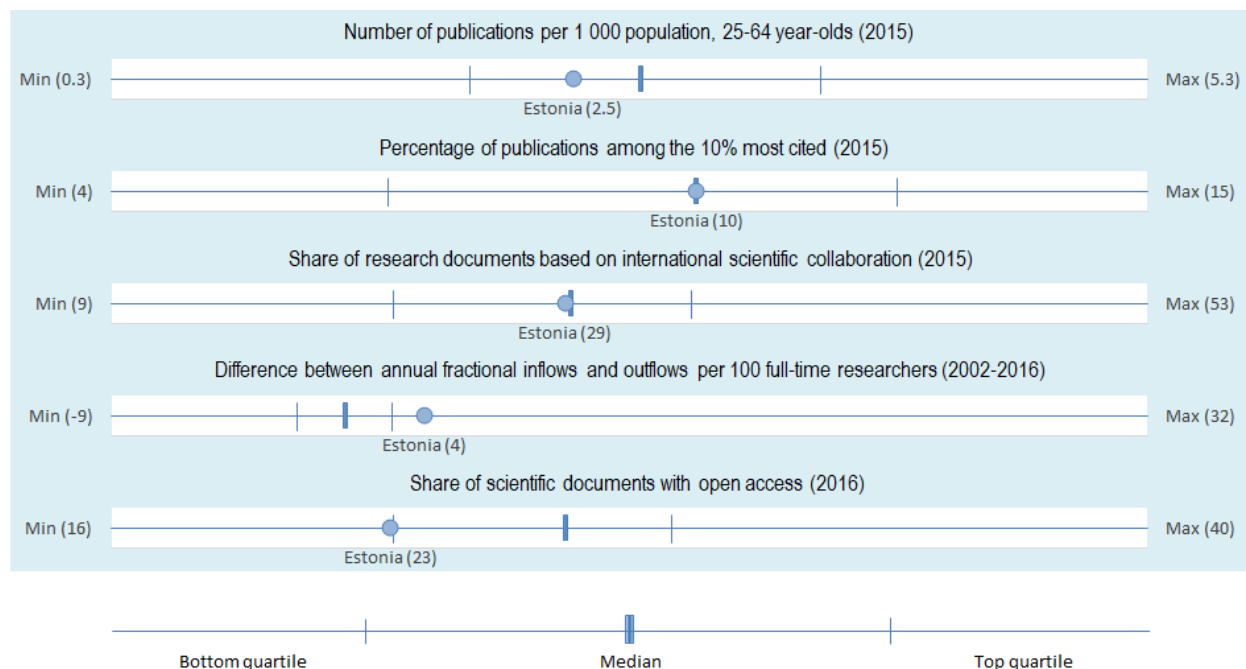 Number of publications per 1 000 population, 25-64 year-olds (2015)
Min (0.3)
Max (5.3)
Estonia (2.5)
Percentage of publications among the 10% most cited (2015)
Min (4)
Max (15)
Estonia (10)
Share of research documents based on international scientific collaboration (2015)
Min (9)
Max (53)
Estonia (29)
Difference between annual fractional inflows and outflows per 100 full-time researchers (2002-2016)
Min (-9)
Max (32)
Estonia (4)
Share of scientific documents with open access (2016)
Min (16)
Max (40)
Estonia (23)
Bottom quartile Median Top quartile